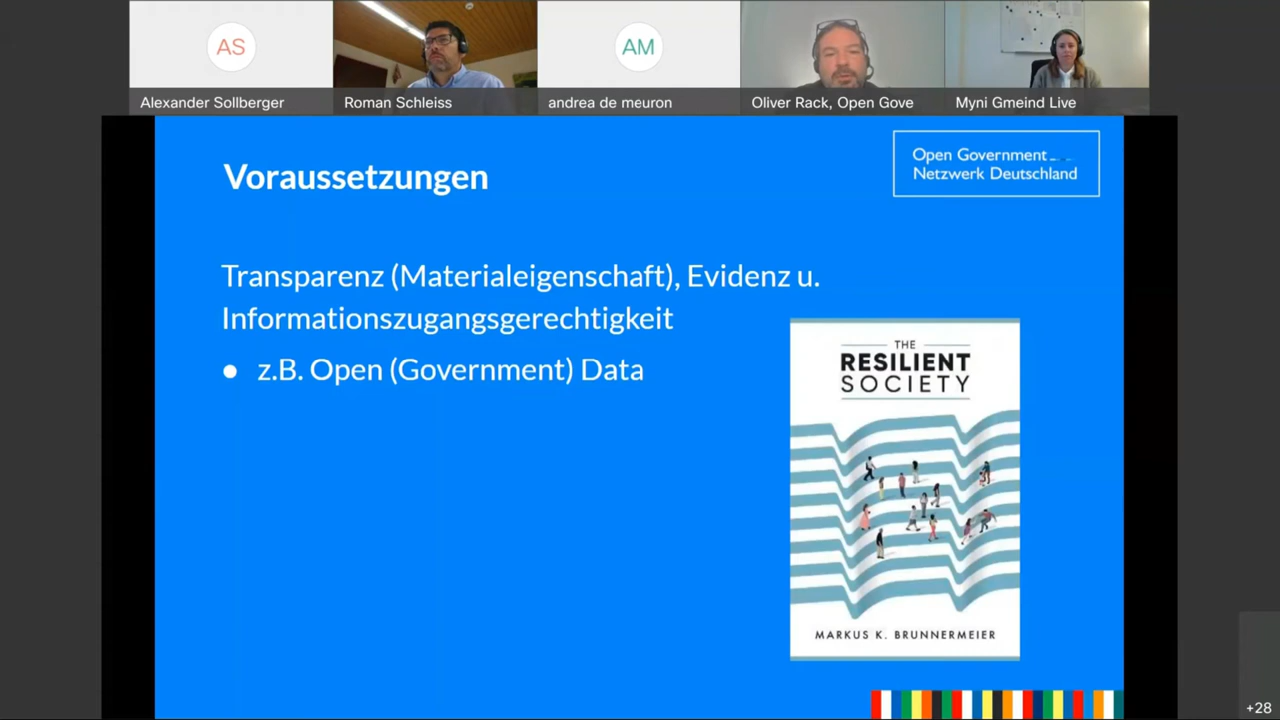 AS
AM
Alexander Sollberger
Roman Schleiss
andrea de meuron
Oliver Rack, Open Gove
Myni Gmeind Live
Voraussetzungen
Open Government
Netzwerk Deutschland
Transparenz (Materialeigenschaft), Evidenz u.
Informationszugangsgerechtigkeit
● z.B. Open (Government) Data
THE
RESILIENT
SOCIETY
MARKUS K. BRUNNERMEIER
+28